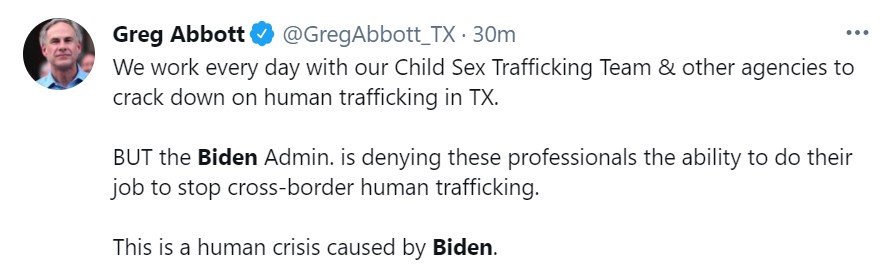 Greg Abbott @GregAbbott_TX · 30m
We work every day with our Child Sex Trafficking Team & other agencies to
crack down on human trafficking in TX.
BUT the Biden Admin. is denying these professionals the ability to do their
job to stop cross-border human trafficking.
This is a human crisis caused by Biden.